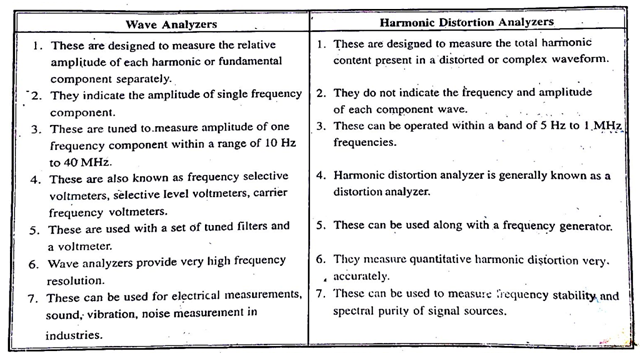 Wave Analyzers
1. These are designed to measure the relative
amplitude of each harmonic or fundamental
component separately.
2. They indicate the amplitude of single frequency
component.
3. These are tuned to measure amplitude of one
frequency component within a range of 10 Hz
to 40 MHz.
4. These are also known as frequency selective
voltmeters, selective level voltmeters, carrier
frequency voltmeters.
5. These are used with a set of tuned filters and
a voltmeter.
6. Wave analyzers provide very high frequency
resolution.
7. These can be used for electrical measurements,
sound, vibration, noise measurement in
industries.
Harmonic Distortion Analyzers
1. These are designed to measure the total harmonic
content present in a distorted or complex waveform.
2. They do not indicate the frequency and amplitude
of each component wave.
3. These can be operated within a band of 5 Hz to 1 MHz
frequencies.
4. Harmonic distortion analyzer is generally known as a
distortion analyzer.
5. These can be used along with a frequency generator.
6. They measure quantitative harmonic distortion very
accurately.
7. These can be used to measure frequency stability and
spectral purity of signal sources.